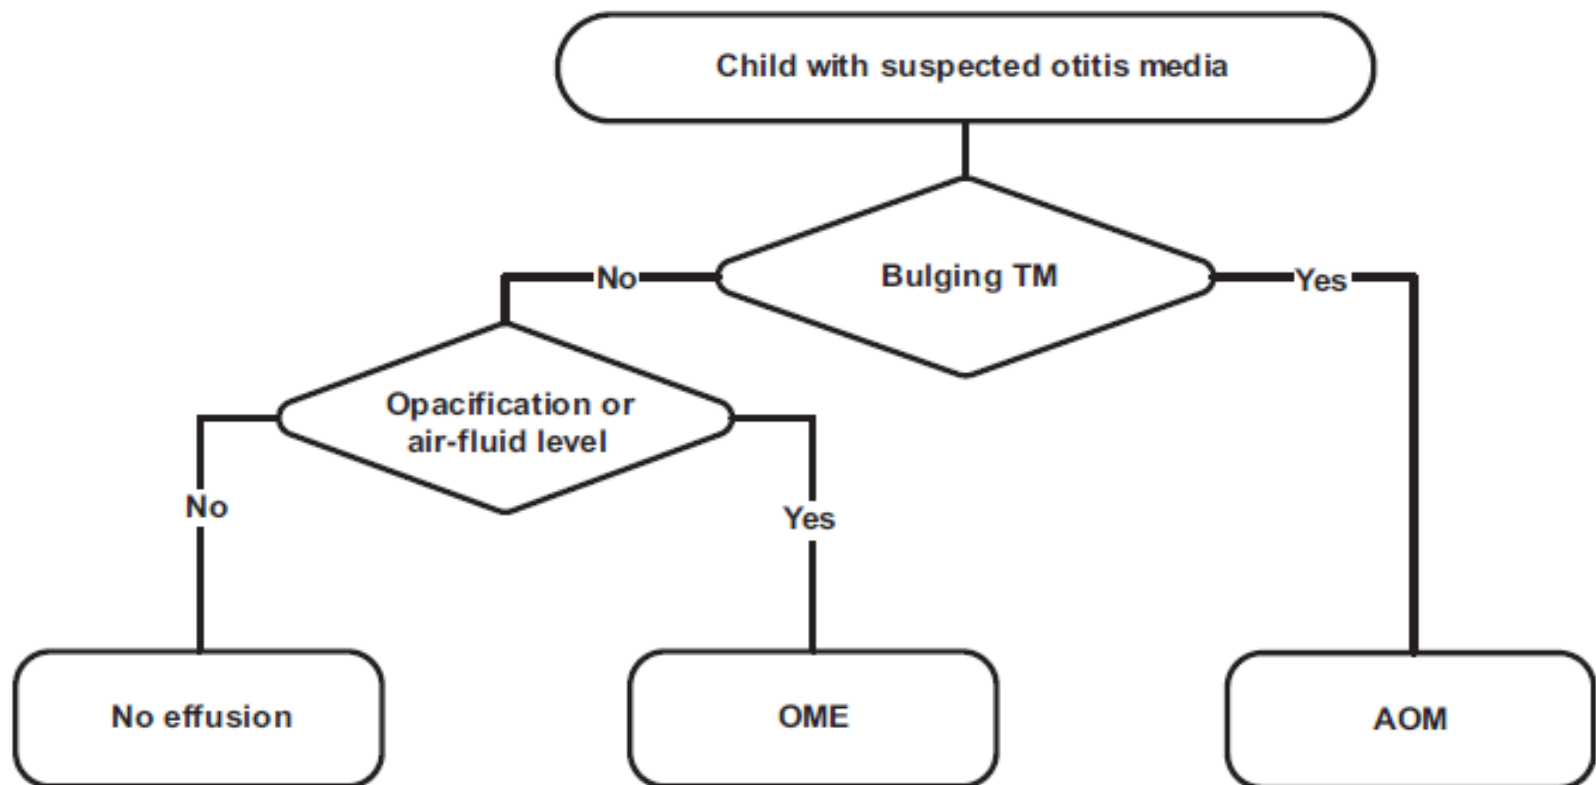 Child with suspected otitis media
Bulging TM
No
Yes
Opacification or
air-fluid level
No
Yes
No effusion
OME
AOM